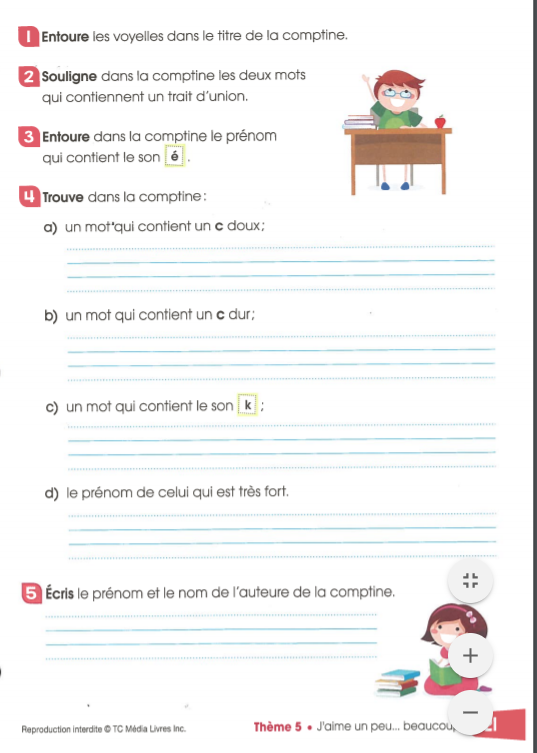 1 Entoure les voyelles dans le titre de la comptine.
2 Souligne dans la comptine les deux mots
qui contiennent un trait d'union.
3 Entoure dans la comptine le prénom
qui contient le son é .
4 Trouve dans la comptine :
a) un mot qui contient un c doux;
b) un mot qui contient un c dur;
c) un mot qui contient le son k ;
d) le prénom de celui qui est très fort.
5 Écris le prénom et le nom de l'auteure de la comptine.
Reproduction interdite © TC Média Livres Inc.
Thème 5 • J'aime un peu... beaucou